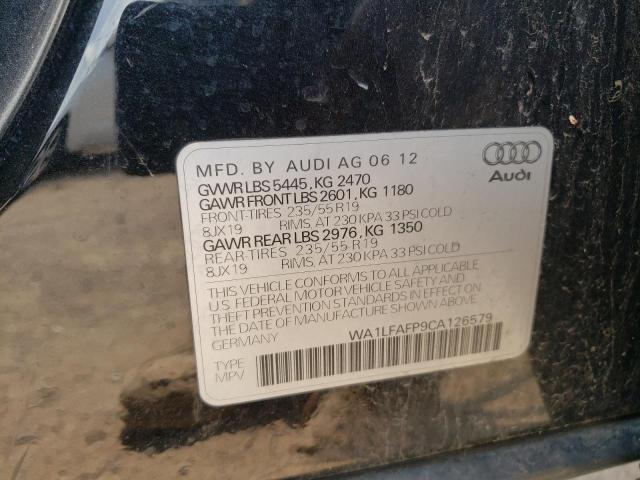 MFD. BY AUDI AG 06 12
GVWR LBS 5445, KG 2470
GAWR FRONT LBS 2601, KG 1180
FRONT-TIRES 235/55 R19
8JX19 RIMS, AT 230 KPA 33 PSI COLD
GAWR REAR LBS 2976, KG 1350
REAR-TIRES 235/55 R19
8JX19 RIMS, AT 230 KPA 33 PSI COLD
THIS VEHICLE CONFORMS TO ALL APPLICABLE
U.S. FEDERAL MOTOR VEHICLE SAFETY AND
THEFT PREVENTION STANDARDS IN EFFECT ON
THE DATE OF MANUFACTURE SHOWN ABOVE.
GERMANY
WA1LFAFP9CA126579
TYPE
MPV
Audi